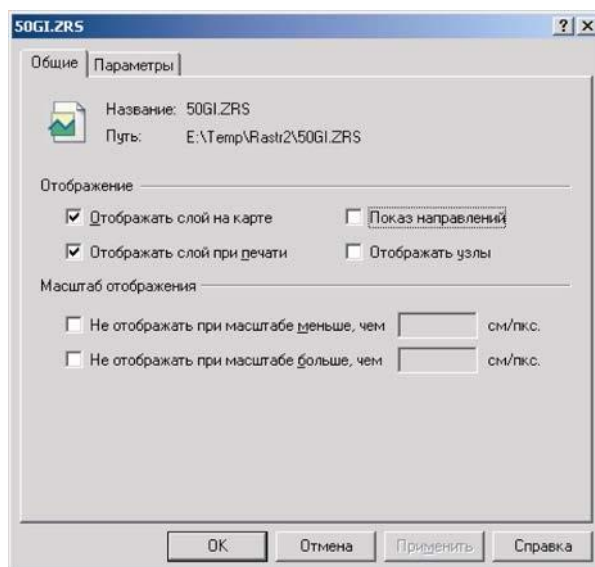 50GI.ZRS
Общие Параметры
Название: 50GI.ZRS
Путь: E:\Temp\Rastr2\50GI.ZRS
Отображение
Отображать слой на карте Показ направлений
Отображать слой при печати Отображать узлы
Масштаб отображения
Не отображать при масштабе меньше, чем см/пкс.
Не отображать при масштабе больше, чем см/пкс.
OK Отмена Применить Справка